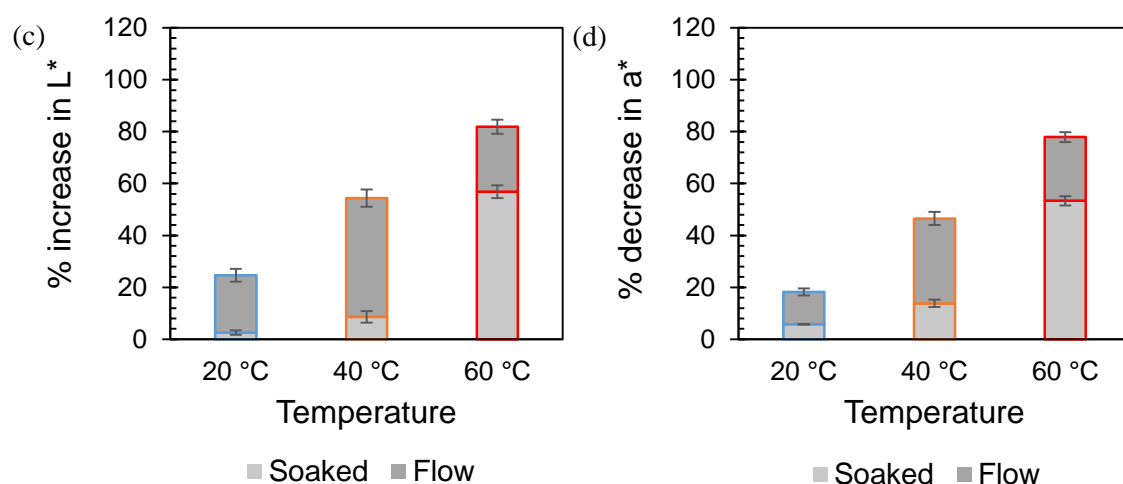 (c)
% increase in L*
120
100
80
60
40
20
0
20 °C 40 °C 60 °C
Temperature
Soaked Flow
(d)
% decrease in a*
120
100
80
60
40
20
0
20 °C 40 °C 60 °C
Temperature
Soaked Flow